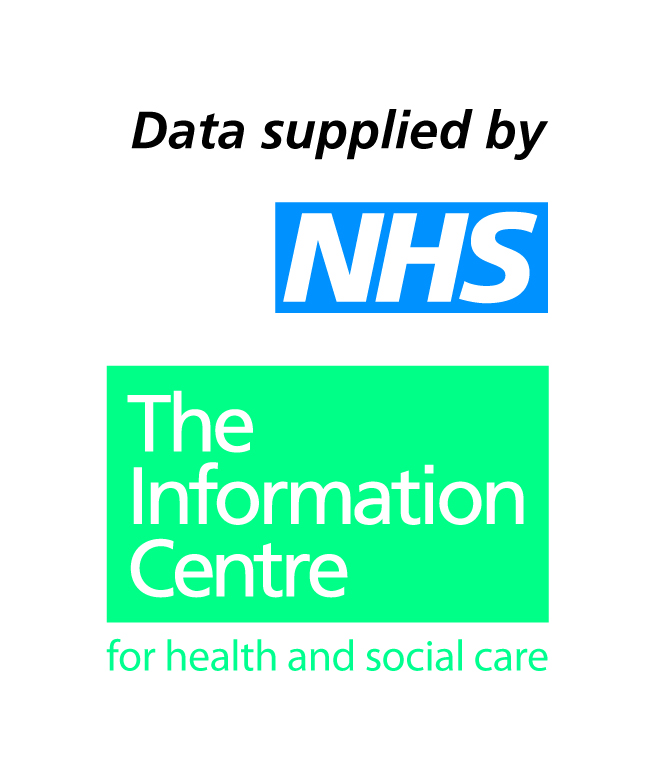 Data supplied by
NHS
The
Information
Centre
for health and social care